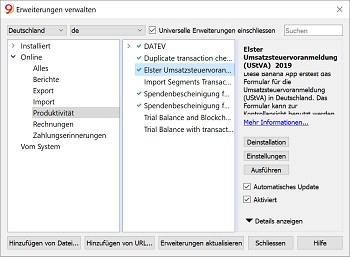 Erweiterungen verwalten
Deutschland
de
Universelle Erweiterungen einschliessen
Suchen
Installiert
Online
Alles
Berichte
Export
Import
Produktivität
Rechnungen
Zahlungserinnerungen
Vom System
DATEV
Duplicate transaction che...
Elster Umsatzsteuervoran...
Import Segments Transac...
Spendenbescheinigung f...
Spendenbescheinigung f...
Trial Balance and Blockch...
Trial Balance with transact...
Elster
Umsatzsteuervoranmeldung
(UStVA) 2019
Diese Banana App erstellt das
Formular für die
Umsatzsteuervoranmeldung
(UStVA) in Deutschland. Das
Formular kann zur
Kontrollansicht benutzt werden
Mehr Informationen...
Deinstallation
Einstellungen
Ausführen
Automatisches Update
Aktiviert
Details anzeigen
Hinzufügen von Datei...
Hinzufügen von URL...
Erweiterungen aktualisieren
Schliessen
Hilfe